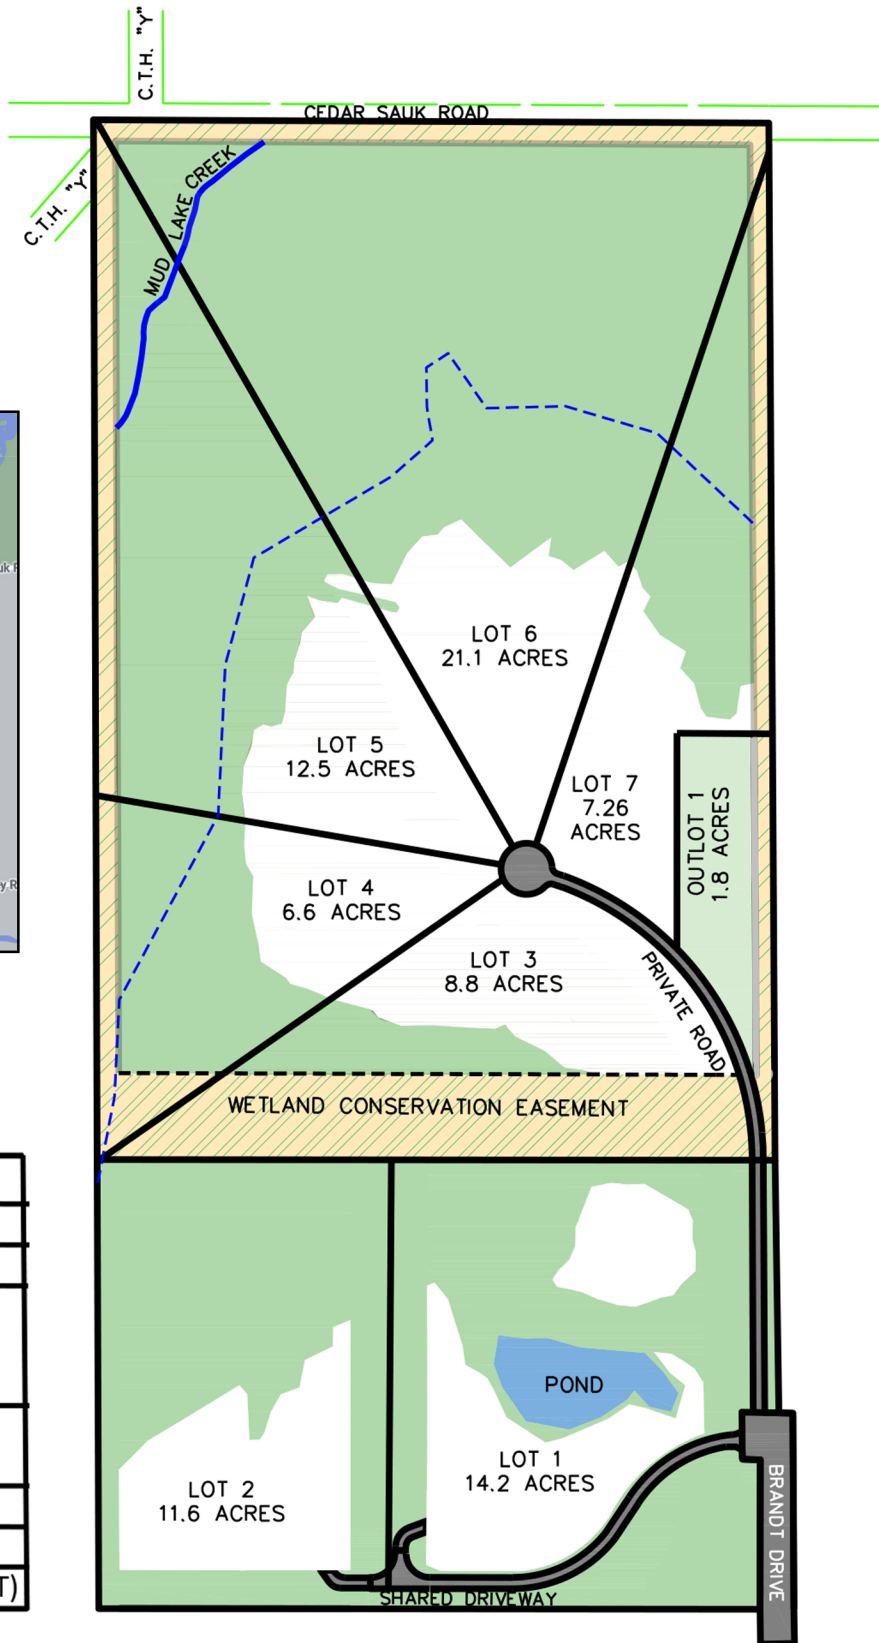 C.T.H. "Y"
CEDAR SAUK ROAD
C.T.H. "Y"
MUD LAKE CREEK
LOT 6
21.1 ACRES
LOT 5
12.5 ACRES
LOT 7
7.26
ACRES
OUTLOT 1
1.8 ACRES
LOT 4
6.6 ACRES
LOT 3
8.8 ACRES
PRIVATE ROAD
WETLAND CONSERVATION EASEMENT
POND
LOT 1
14.2 ACRES
LOT 2
11.6 ACRES
BRANDT DRIVE
SHARED DRIVEWAY
T)